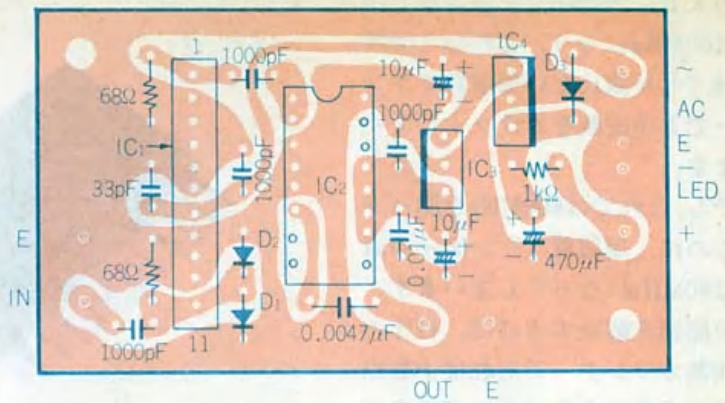 1
1000pF
10μF
+
−
IC₄
D₃
~
68Ω
1000pF
AC
IC₁
IC₂
IC₃
E
−
33pF
1000pF
1kΩ
LED
E
D₂
0.01μF
10μF
+
−
+
−
470μF
+
68Ω
IN
D₁
1000pF
11
0.0047μF
OUT E